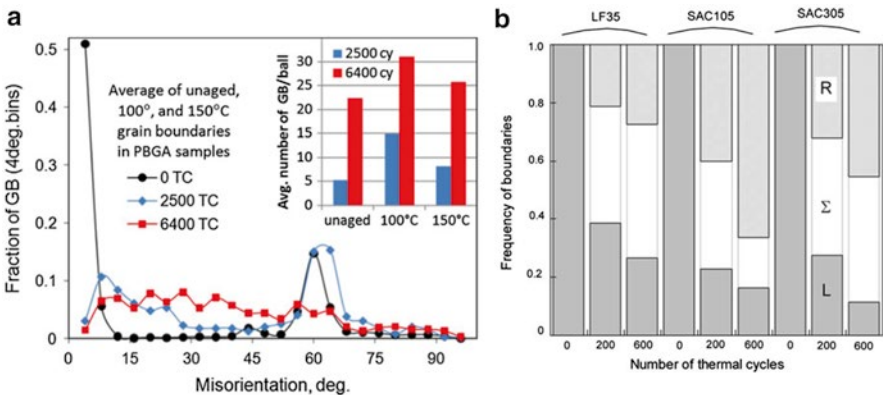 a
Fraction of GB (4deg.bins)
0.5
0.4
0.3
0.2
0.1
0
Average of unaged,
100°, and 150°C
grain boundaries
in PBGA samples
0 TC
2500 TC
6400 TC
Avg. number of GB/ball
30
25
20
15
10
5
0
2500 cy
6400 cy
unaged 100°C 150°C
0 15 30 45 60 75 90
Misorientation, deg.
b
LF35 SAC105 SAC305
Frequency of boundaries
1.0
0.8
0.6
0.4
0.2
0
R
Σ
L
0 200 600 0 200 600 0 200 600
Number of thermal cycles